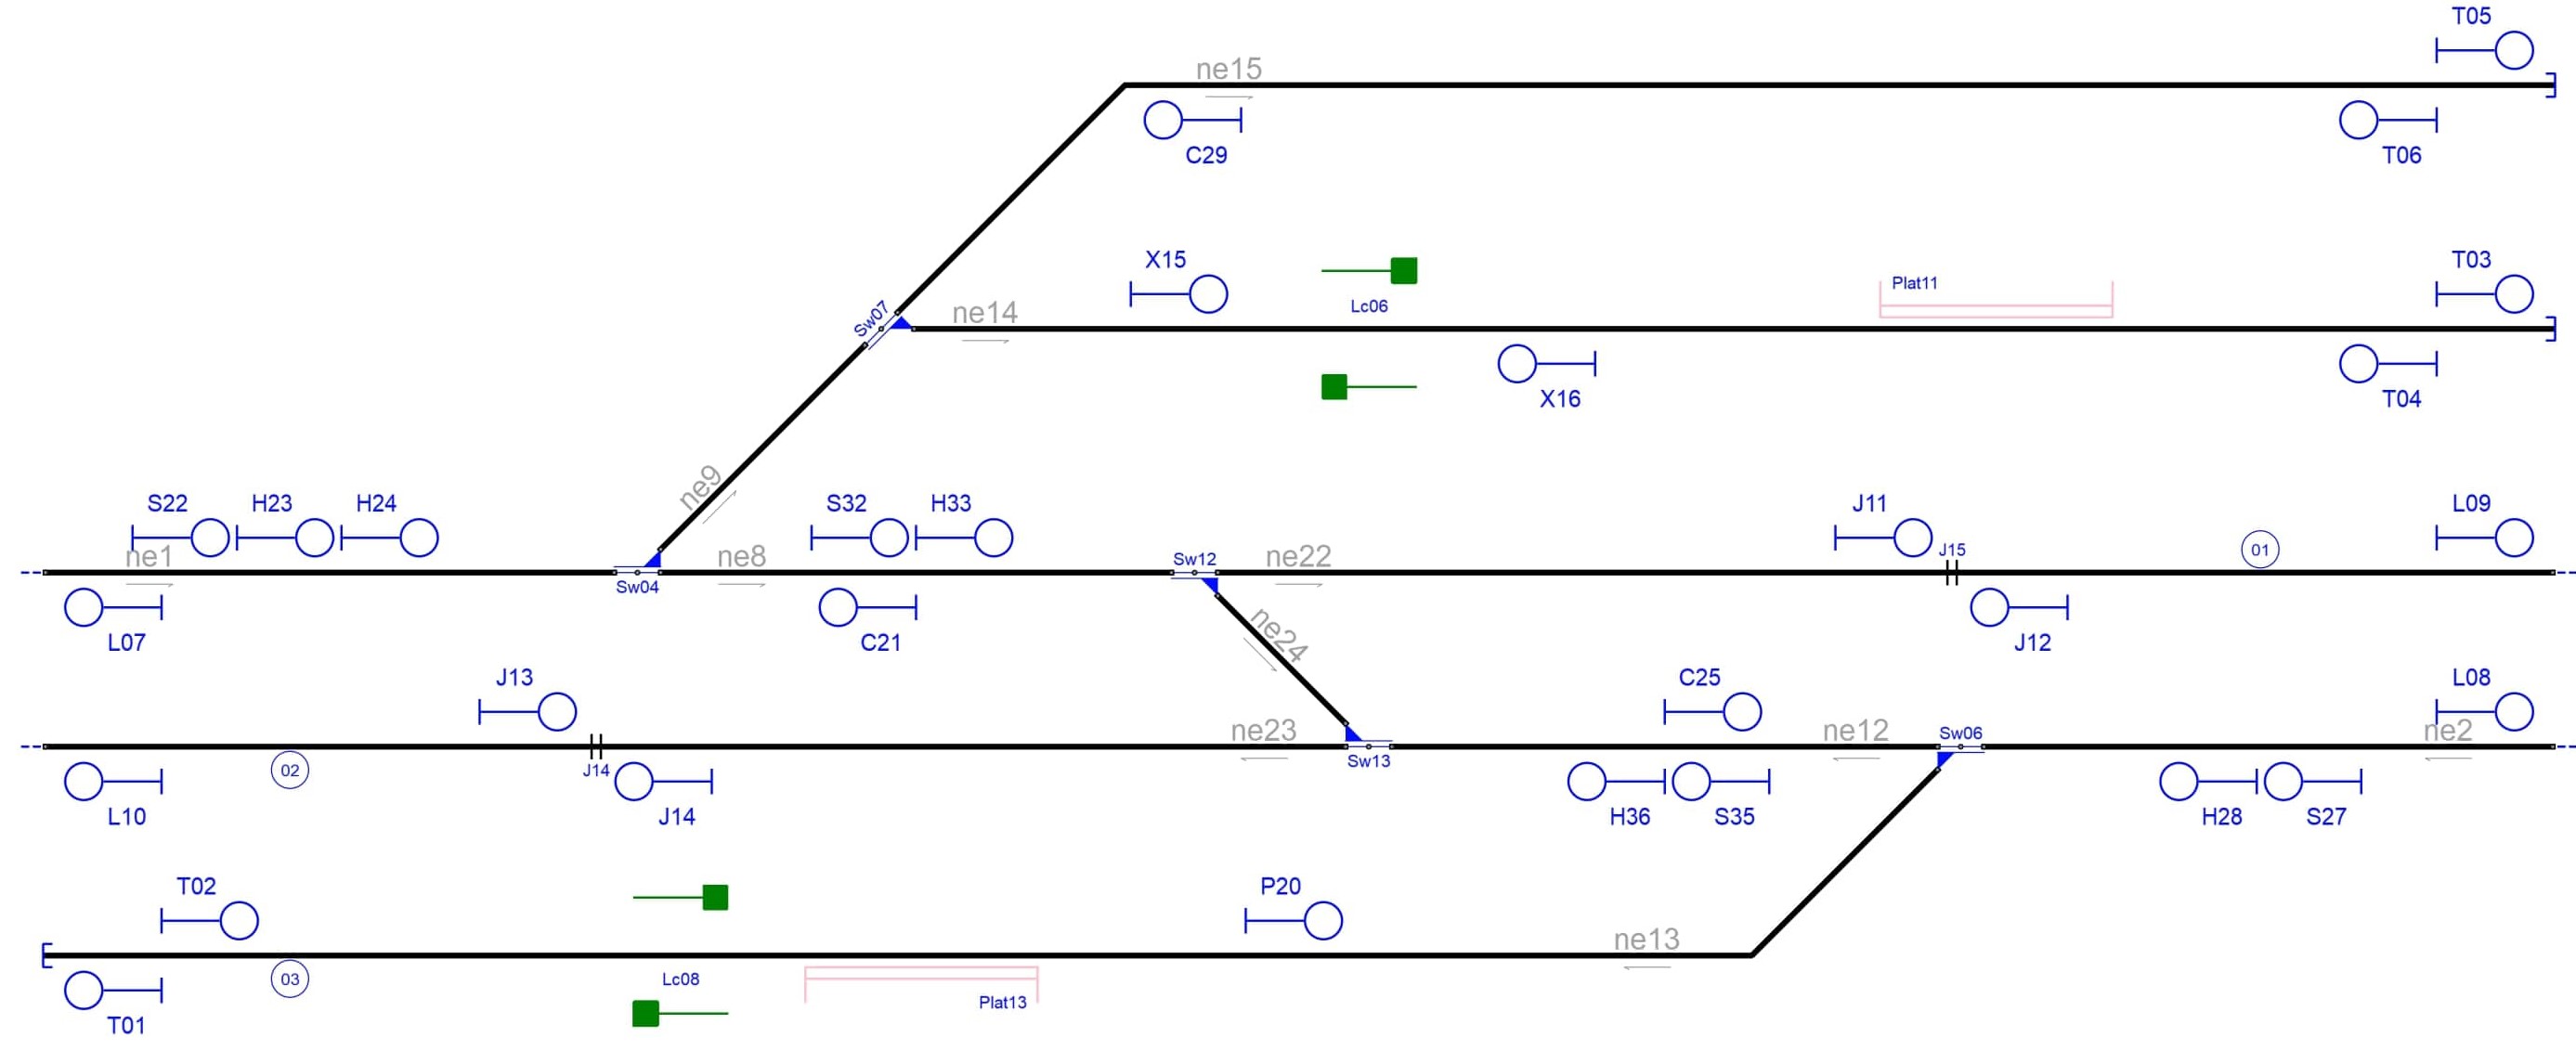 T05
ne15
C29
T06
X15
T03
Plat11
Lc06
Sw07
ne14
X16
T04
ne9
S22 H23 H24 S32 H33 J11 L09
ne1 ne8 Sw12 ne22 J15 01
Sw04
L07 C21 J12
ne24
J13 C25 L08
ne23 ne12 Sw06 ne2
02 J14 Sw13
L10 J14 H36 S35 H28 S27
T02 P20
ne13
03 Lc08
Plat13
T01